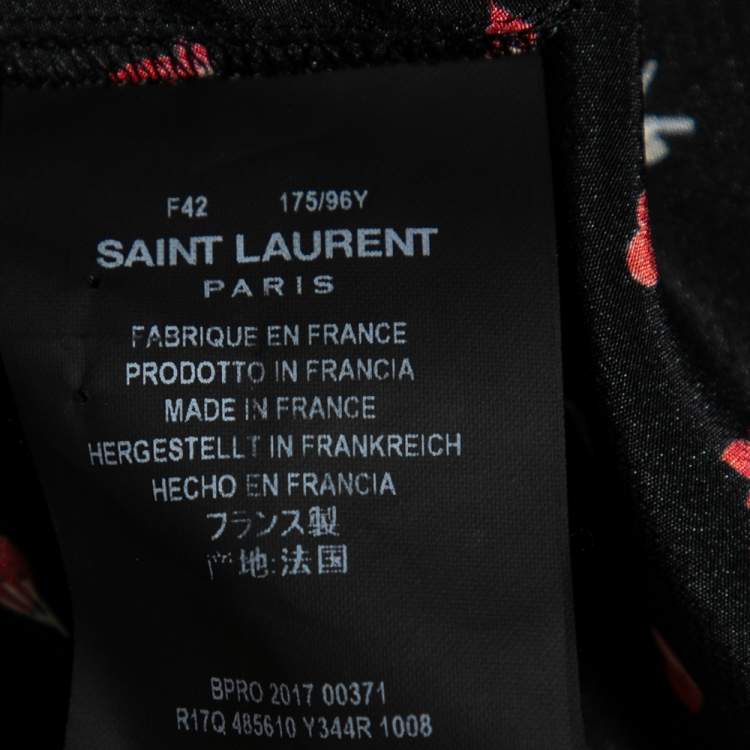 F42 175/96Y
SAINT LAURENT
PARIS
FABRIQUE EN FRANCE
PRODOTTO IN FRANCIA
MADE IN FRANCE
HERGESTELLT IN FRANKREICH
HECHO EN FRANCIA
フランス製
产地:法国
BPRO 2017 00371
R17Q 485610 Y344R 1008